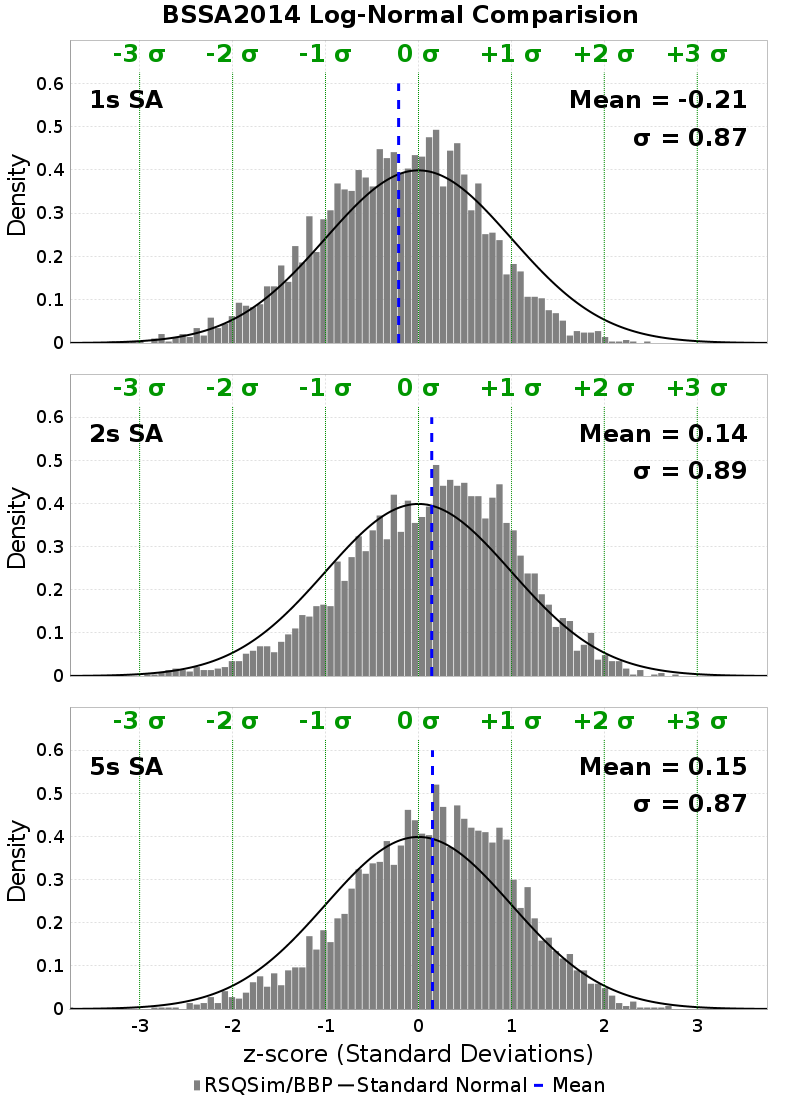 BSSA2014 Log-Normal Comparision
-3 σ -2 σ -1 σ 0 σ +1 σ +2 σ +3 σ
1s SA
Mean = -0.21
σ = 0.87
Density
0.6
0.5
0.4
0.3
0.2
0.1
0
-3 σ -2 σ -1 σ 0 σ +1 σ +2 σ +3 σ
2s SA
Mean = 0.14
σ = 0.89
Density
0.6
0.5
0.4
0.3
0.2
0.1
0
-3 σ -2 σ -1 σ 0 σ +1 σ +2 σ +3 σ
5s SA
Mean = 0.15
σ = 0.87
Density
0.6
0.5
0.4
0.3
0.2
0.1
0
-3 -2 -1 0 1 2 3
z-score (Standard Deviations)
RSQSim/BBP Standard Normal Mean